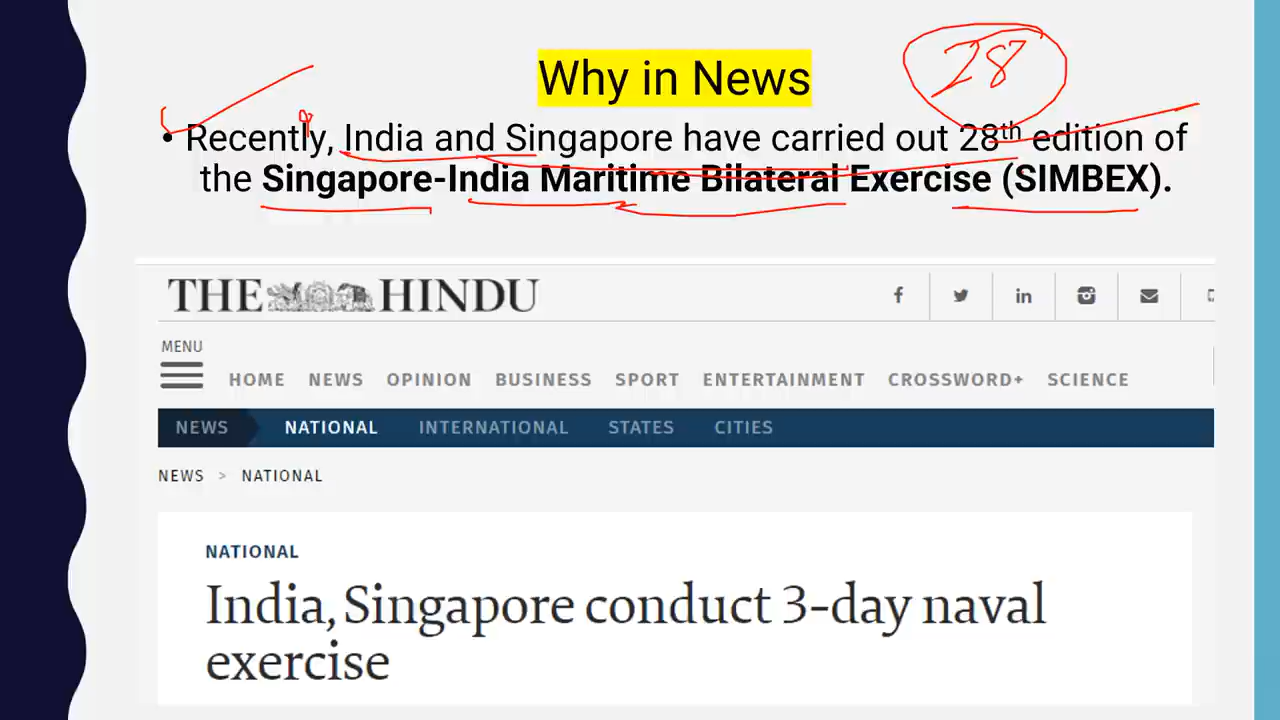 Why in News
28
• Recently, India and Singapore have carried out 28th edition of
the Singapore-India Maritime Bilateral Exercise (SIMBEX).
THE HINDU
MENU
HOME NEWS OPINION BUSINESS SPORT ENTERTAINMENT CROSSWORD+ SCIENCE
NEWS NATIONAL INTERNATIONAL STATES CITIES
NEWS > NATIONAL
NATIONAL
India, Singapore conduct 3-day naval
exercise